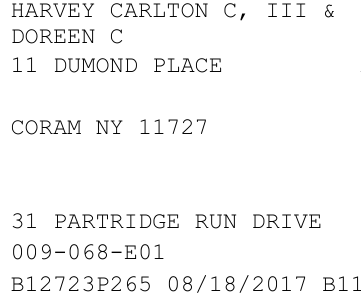 HARVEY CARLTON C, III &
DOREEN C
11 DUMOND PLACE
CORAM NY 11727
31 PARTRIDGE RUN DRIVE
009-068-E01
B12723P265 08/18/2017 B11